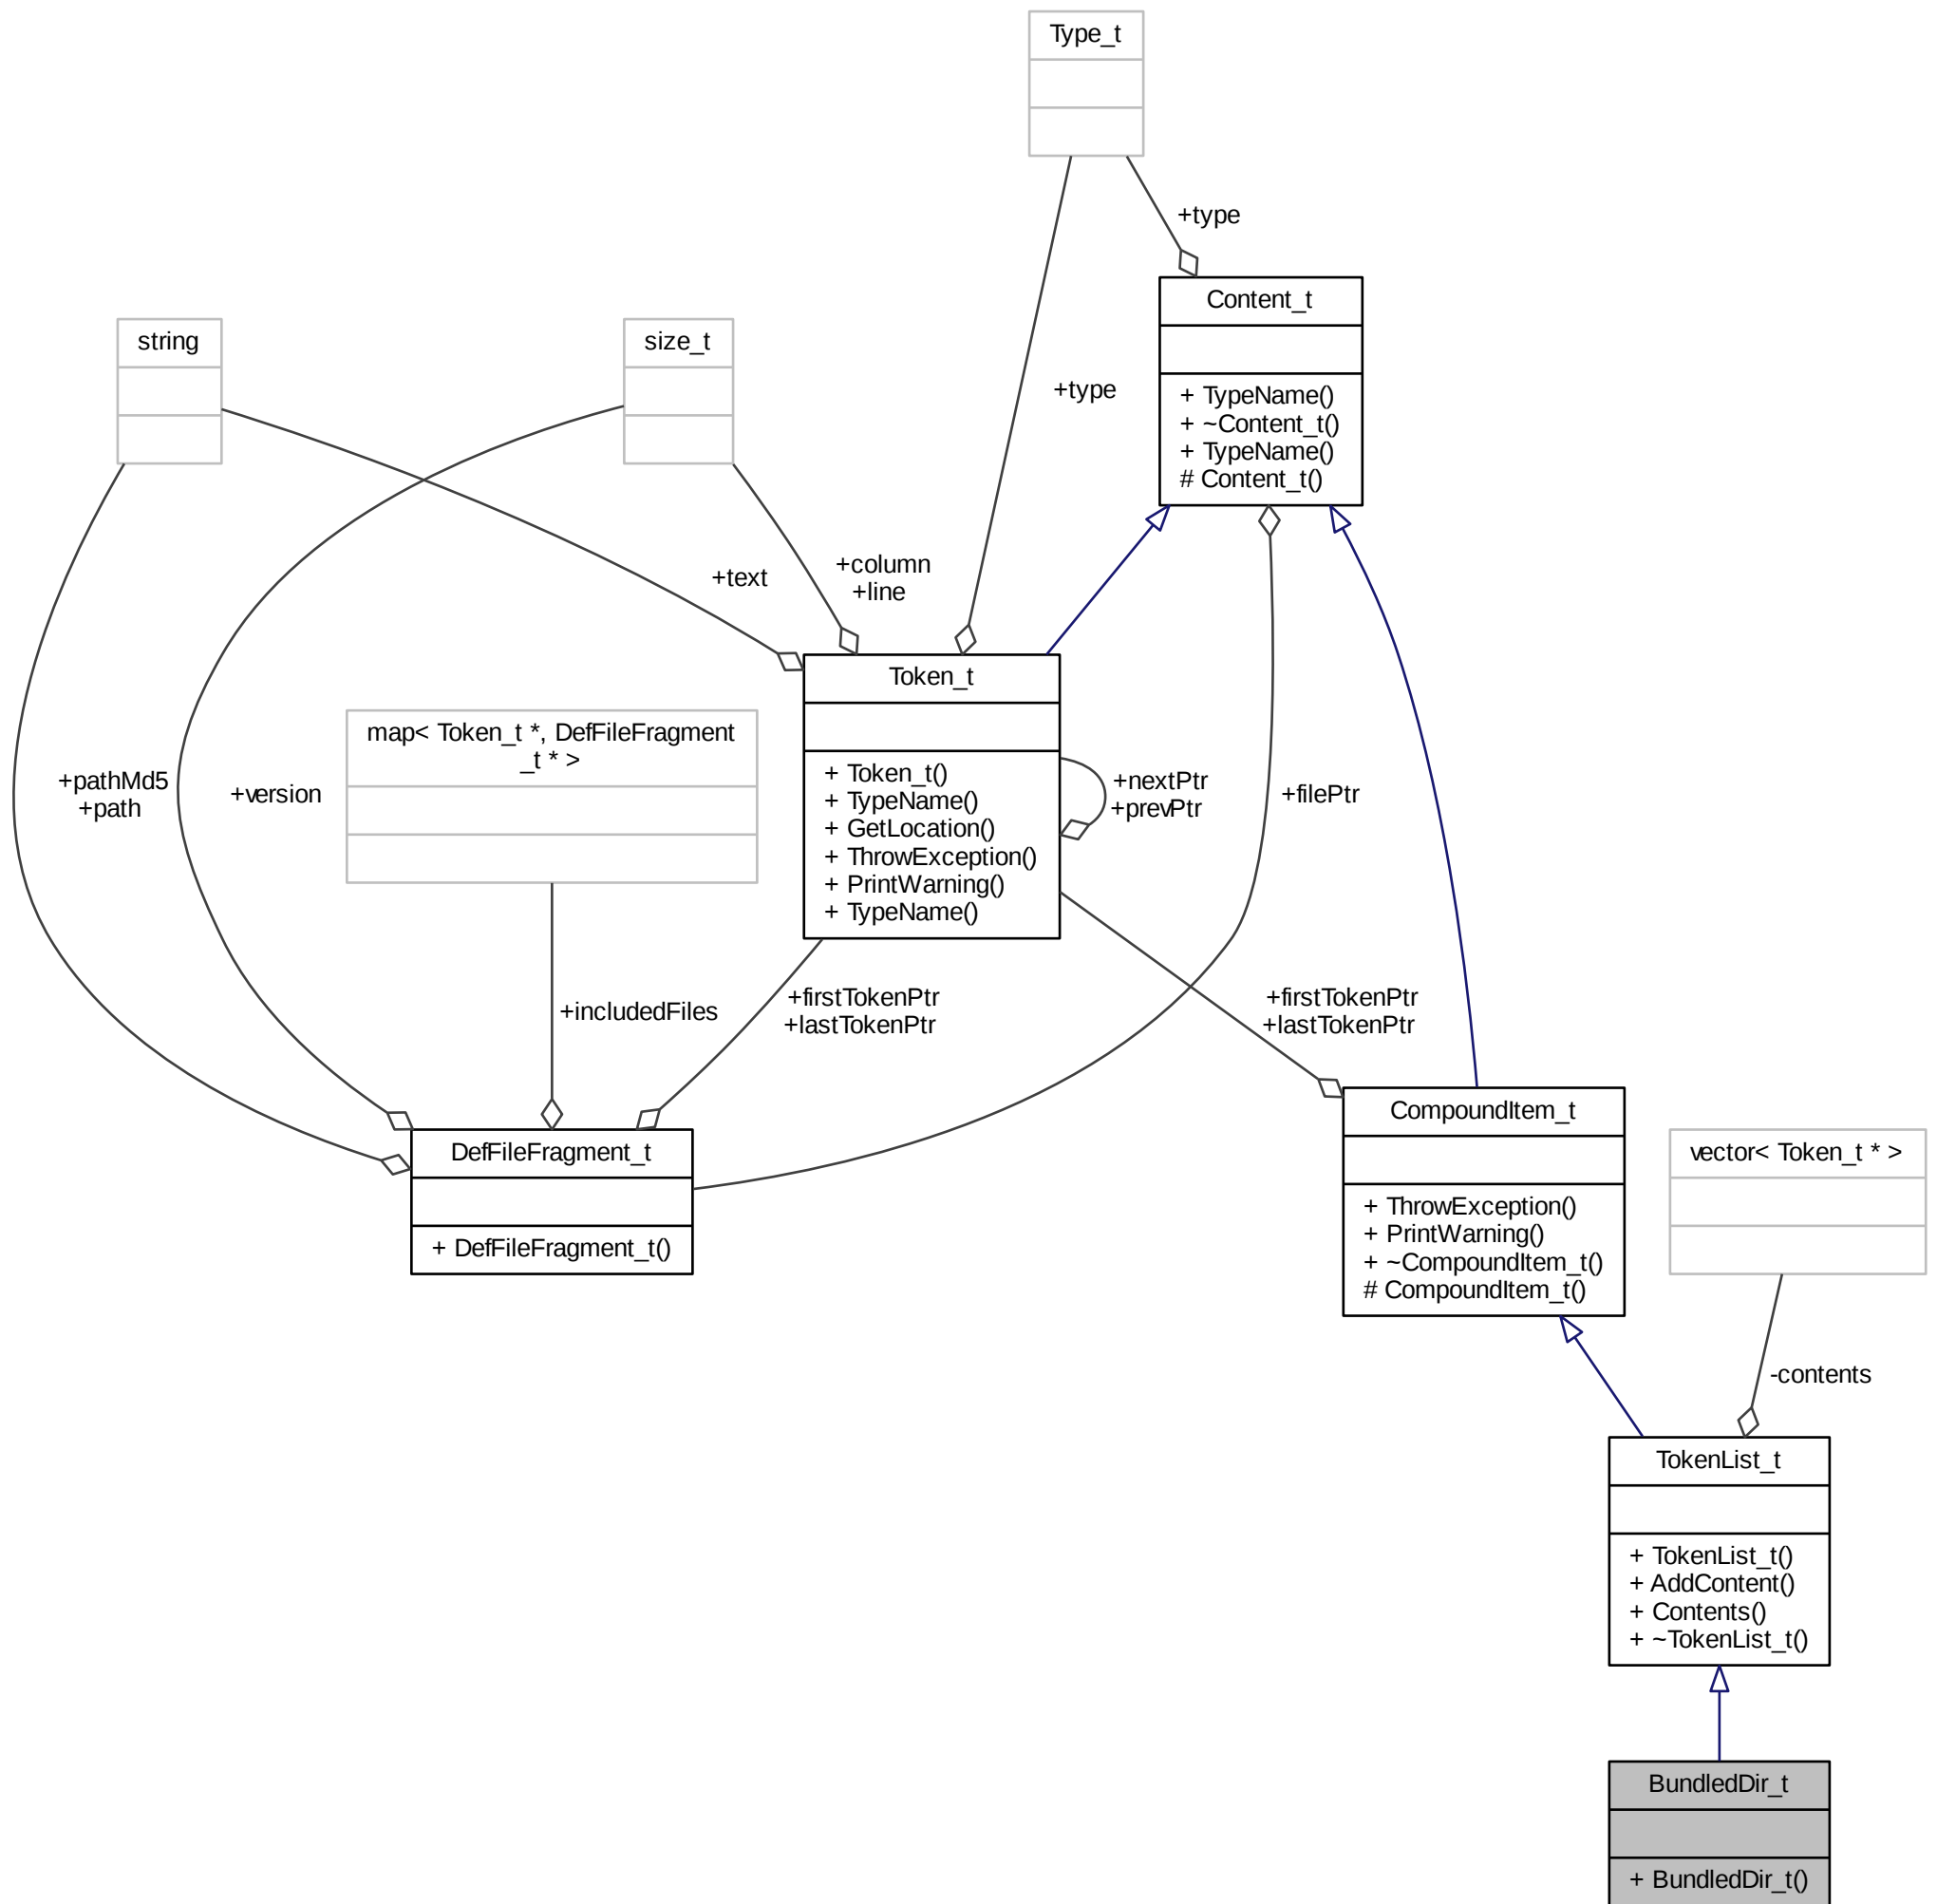 Type_t
+type
Content_t
+ TypeName()
+ ~Content_t()
+ TypeName()
# Content_t()
string
size_t
+type
+text
+column
+line
Token_t
+ Token_t()
+ TypeName()
+ GetLocation()
+ ThrowException()
+ PrintWarning()
+ TypeName()
map< Token_t *, DefFileFragment
_t * >
+pathMd5
+path
+version
+nextPtr
+prevPtr
+filePtr
+includedFiles
+firstTokenPtr
+lastTokenPtr
+firstTokenPtr
+lastTokenPtr
DefFileFragment_t
+ DefFileFragment_t()
CompoundItem_t
+ ThrowException()
+ PrintWarning()
+ ~CompoundItem_t()
# CompoundItem_t()
vector< Token_t * >
-contents
TokenList_t
+ TokenList_t()
+ AddContent()
+ Contents()
+ ~TokenList_t()
BundledDir_t
+ BundledDir_t()